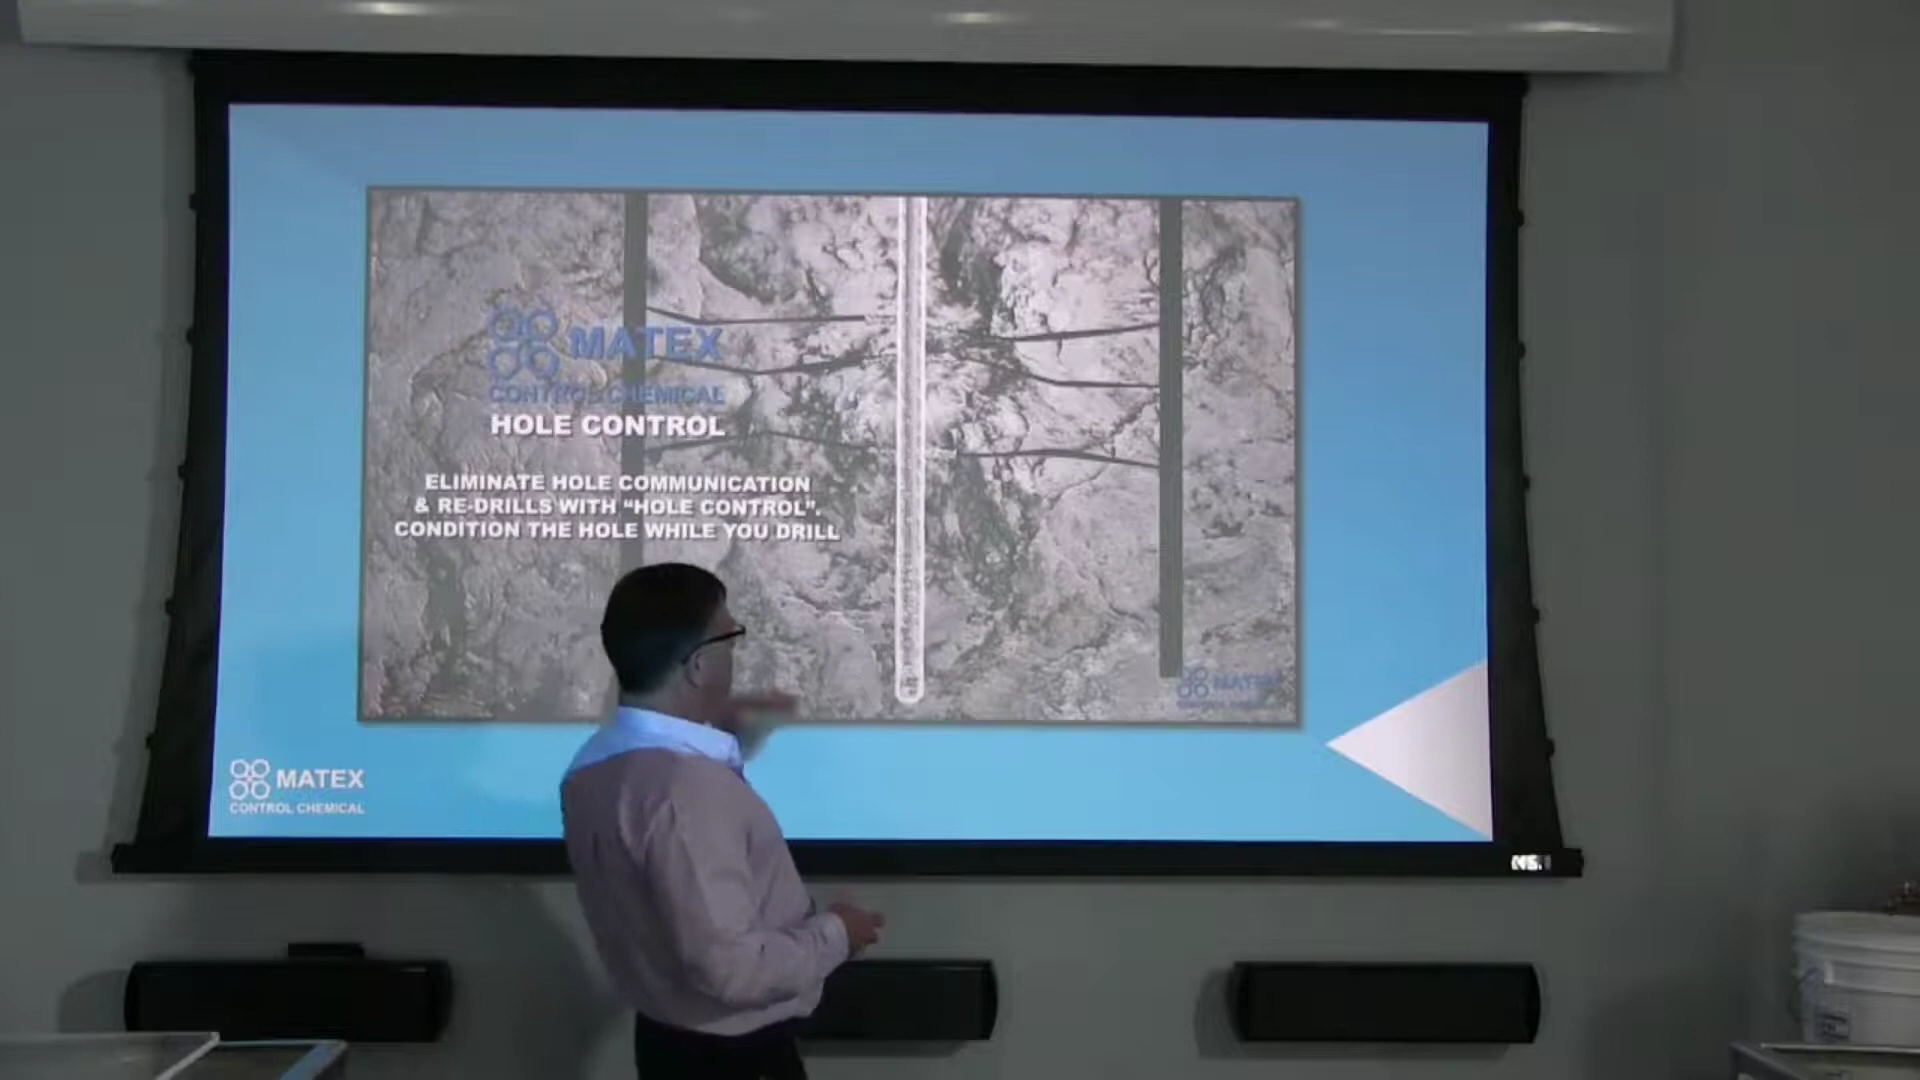 MATEX
CONTROL CHEMICAL
HOLE CONTROL
ELIMINATE HOLE COMMUNICATION
& RE-DRILLS WITH “HOLE CONTROL”.
CONDITION THE HOLE WHILE YOU DRILL
MATEX
MATEX
CONTROL CHEMICAL